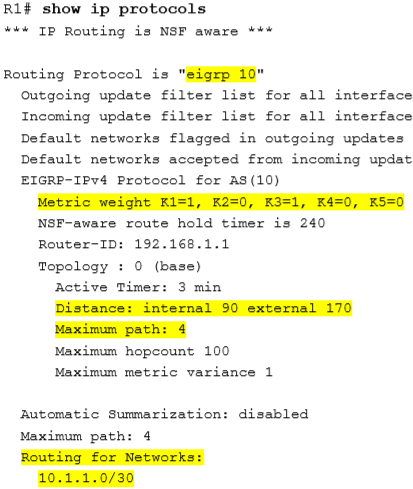 R1# show ip protocols
*** IP Routing is NSF aware ***
Routing Protocol is "eigrp 10"
Outgoing update filter list for all interface
Incoming update filter list for all interface
Default networks flagged in outgoing updates
Default networks accepted from incoming updat
EIGRP-IPv4 Protocol for AS(10)
Metric weight K1=1, K2=0, K3=1, K4=0, K5=0
NSF-aware route hold timer is 240
Router-ID: 192.168.1.1
Topology : 0 (base)
Active Timer: 3 min
Distance: internal 90 external 170
Maximum path: 4
Maximum hopcount 100
Maximum metric variance 1
Automatic Summarization: disabled
Maximum path: 4
Routing for Networks:
10.1.1.0/30